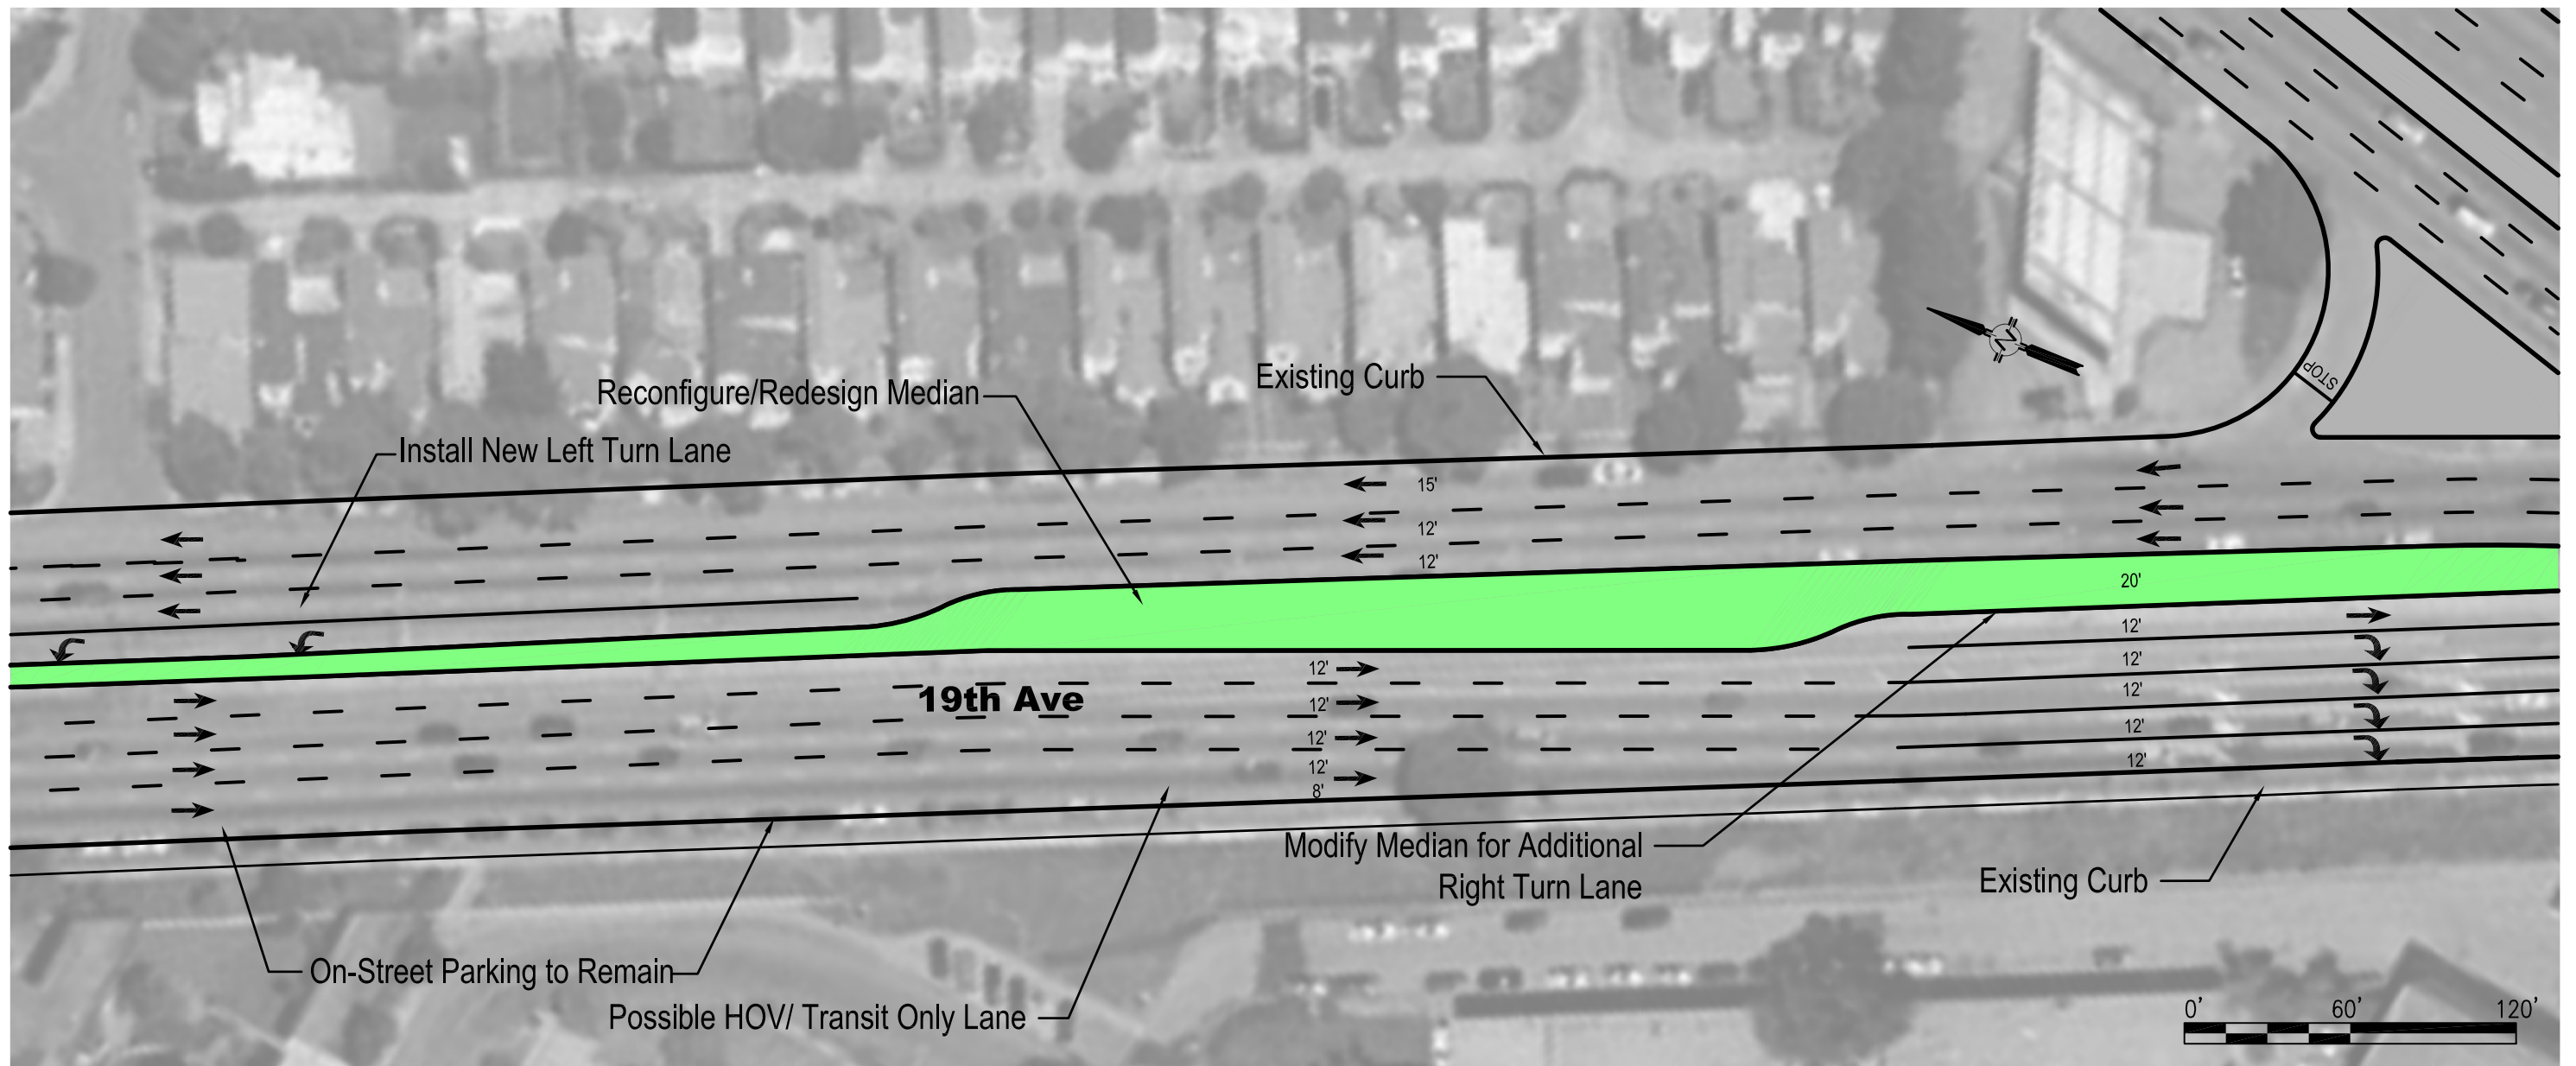 STOP
N
Existing Curb
Reconfigure/Redesign Median
Install New Left Turn Lane
15'
12'
12'
20'
12'
12'
12'
12'
12'
12'
12'
12'
12'
8'
19th Ave
Modify Median for Additional
Right Turn Lane
Existing Curb
On-Street Parking to Remain
Possible HOV/ Transit Only Lane
0' 60' 120'